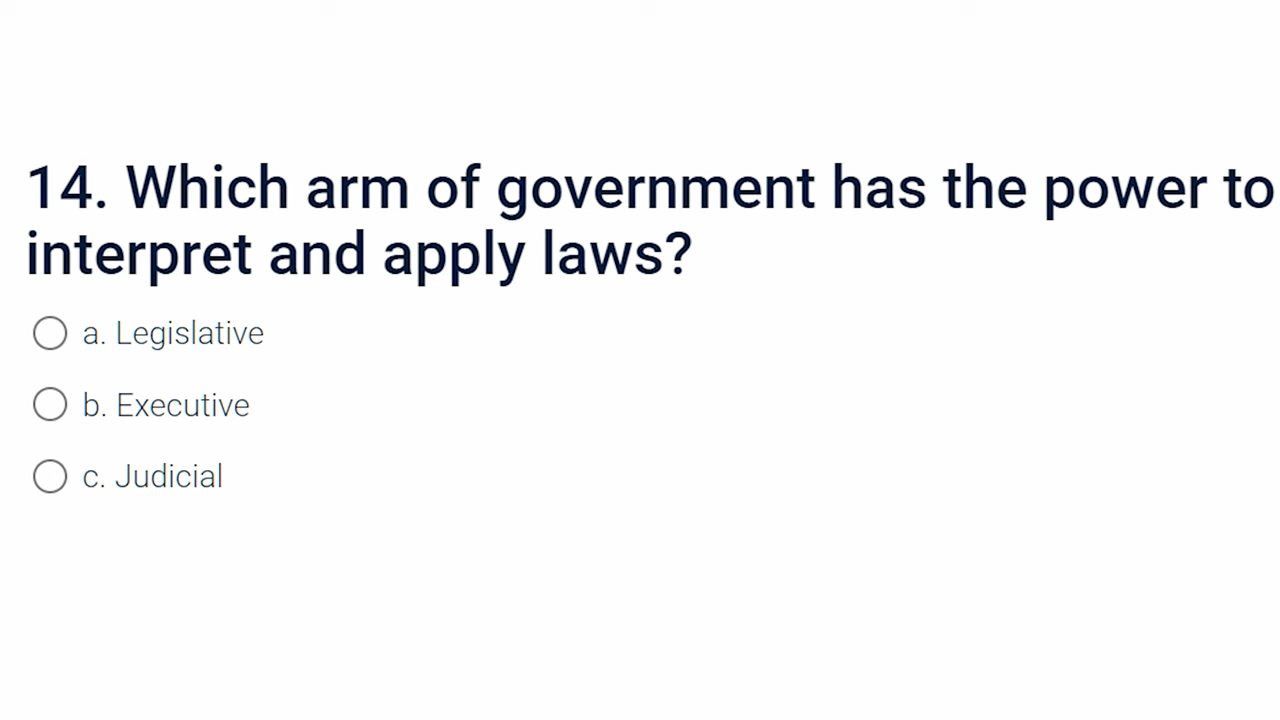 14. Which arm of government has the power to
interpret and apply laws?
a. Legislative
b. Executive
c. Judicial